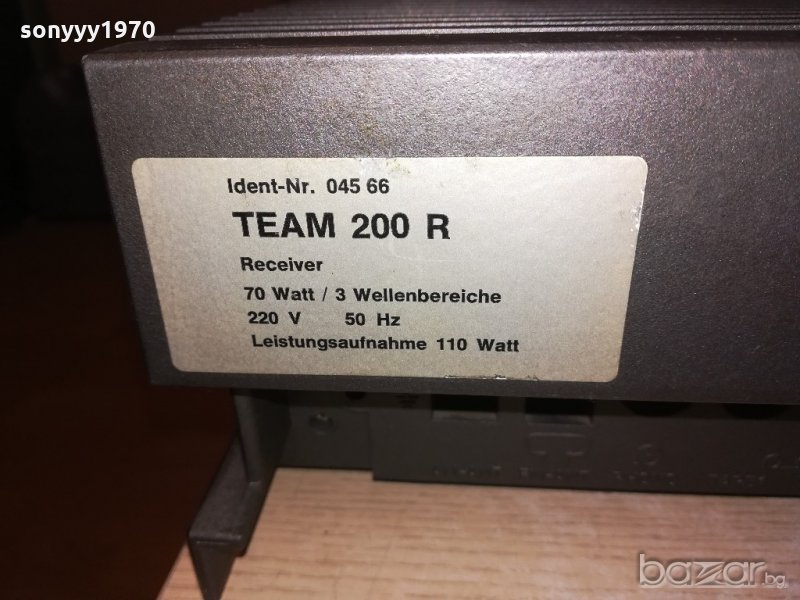 sonyyy1970
Ident-Nr. 045 66
TEAM 200 R
Receiver
70 Watt / 3 Wellenbereiche
220 V 50 Hz
Leistungsaufnahme 110 Watt
bazar.bg